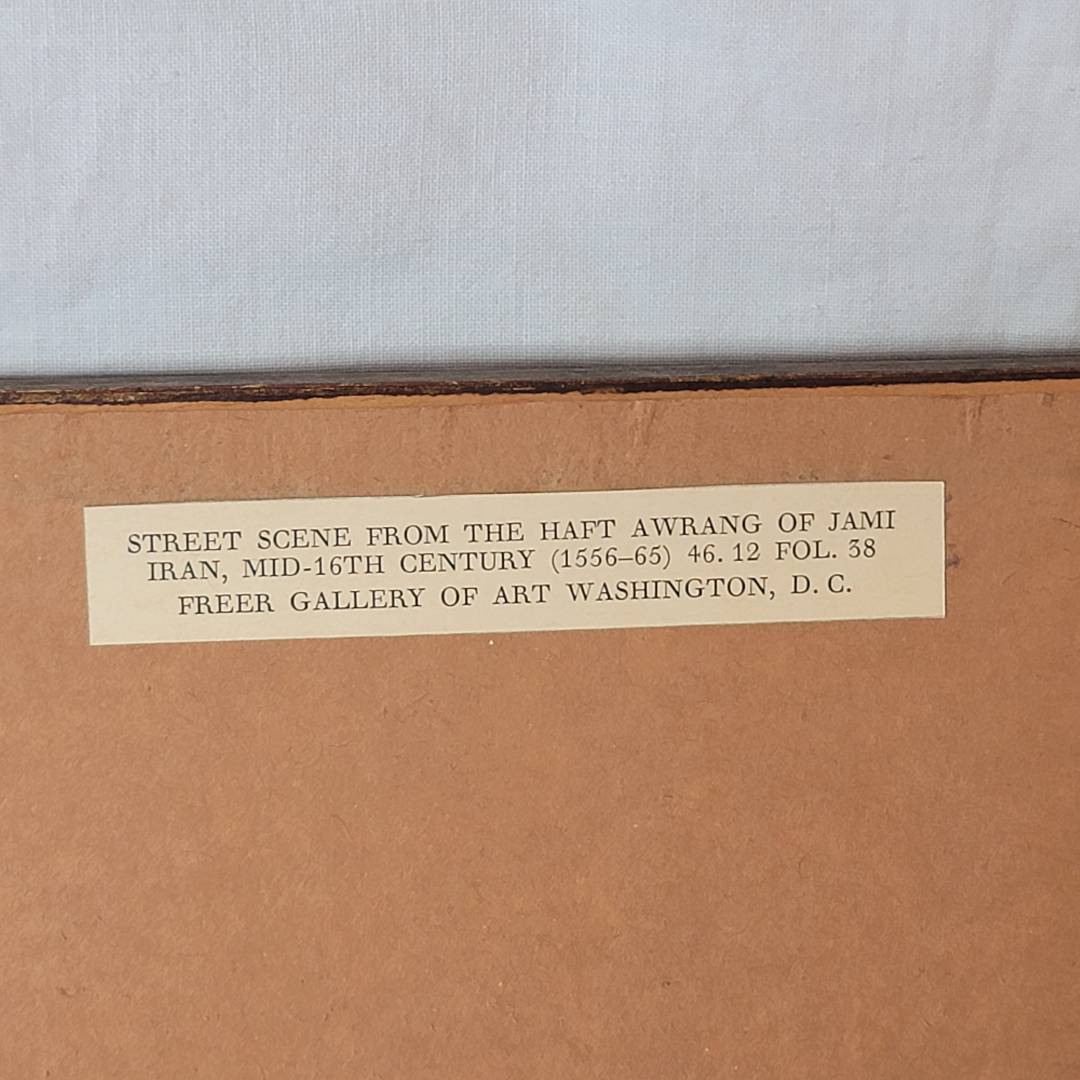 STREET SCENE FROM THE HAFT AWRANG OF JAMI
IRAN, MID-16TH CENTURY (1556–65) 46. 12 FOL. 38
FREER GALLERY OF ART WASHINGTON, D. C.